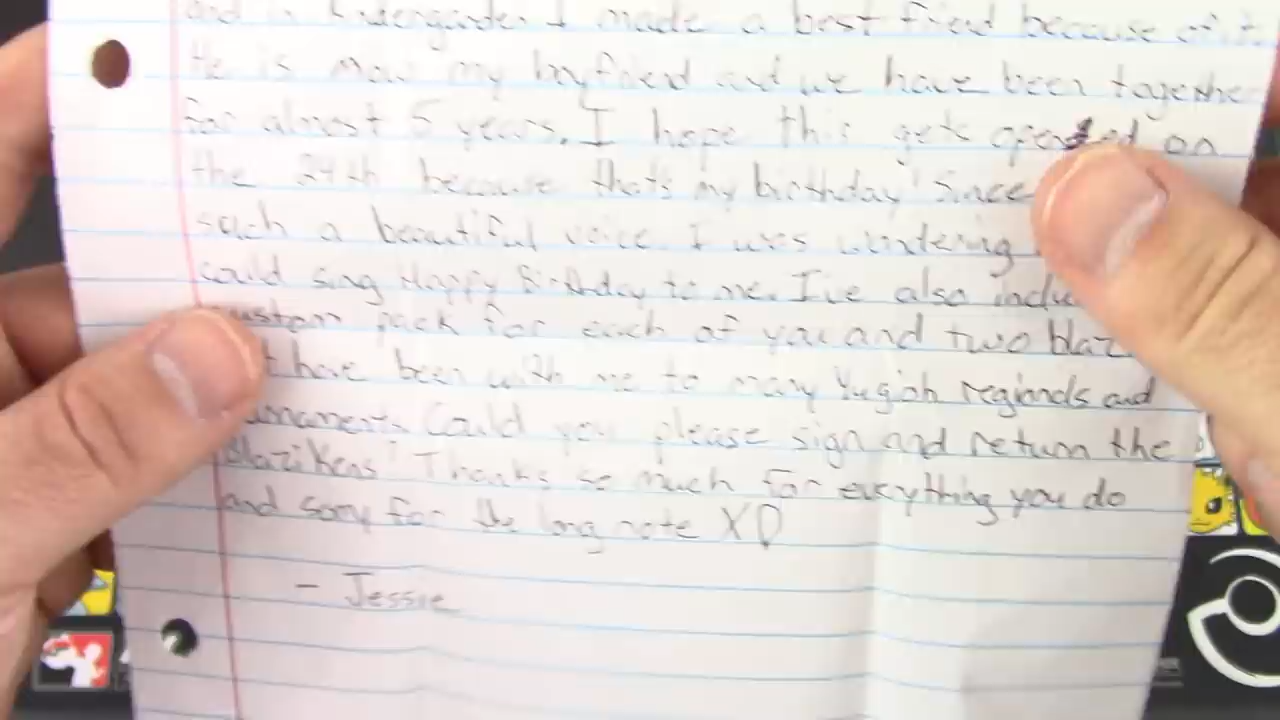 and in kindergarden I made a best friend because of it.
He is now my boyfriend and we have been together
for almost 5 years. I hope this gets opened on
the 24th because thats my birthday! Since
such a beautiful voice I was wondering
could sing Happy Birthday to me. I've also
custom pack for each of you and two
have been with me to many Yugioh regionals and
Could you please sign and return the
Blazikens? Thanks so much for everything you do
and sorry for the long note XD
- Jessie